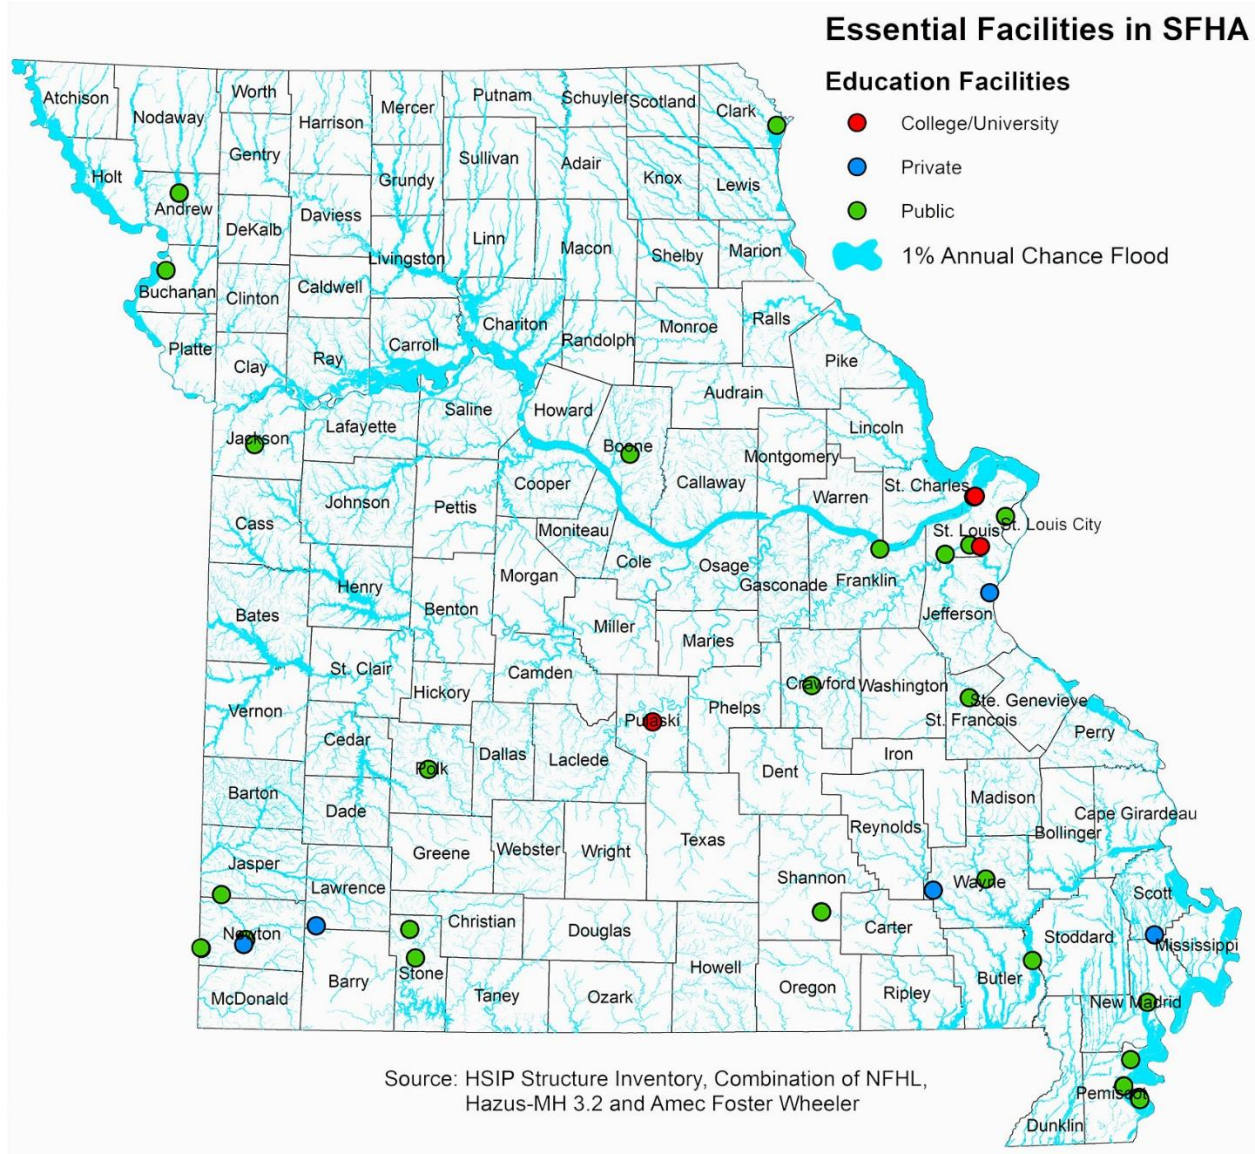 Essential Facilities in SFHA
Education Facilities
College/University
Private
Public
1% Annual Chance Flood
Atchison
Nodaway
Worth
Harrison
Mercer
Putnam
Schuyler
Scotland
Clark
Holt
Andrew
Gentry
DeKalb
Daviess
Grundy
Sullivan
Adair
Knox
Lewis
Buchanan
Clinton
Caldwell
Livingston
Linn
Macon
Shelby
Marion
Platte
Clay
Ray
Carroll
Chariton
Randolph
Monroe
Ralls
Pike
Jackson
Lafayette
Saline
Howard
Boone
Audrain
Lincoln
Montgomery
Callaway
Warren
St. Charles
Cass
Johnson
Pettis
Cooper
Moniteau
Cole
Osage
Gasconade
Franklin
St. Louis
St. Louis City
Jefferson
Bates
Henry
Benton
Morgan
Miller
Maries
St. Clair
Hickory
Camden
Pulaski
Phelps
Crawford
Washington
Ste. Genevieve
St. Francois
Perry
Vernon
Cedar
Polk
Dallas
Laclede
Dent
Iron
Madison
Cape Girardeau
Bollinger
Barton
Dade
Greene
Webster
Wright
Texas
Reynolds
Shannon
Wayne
Scott
Jasper
Lawrence
Christian
Douglas
Carter
Stoddard
Mississippi
Newton
Barry
Stone
Taney
Ozark
Howell
Oregon
Ripley
Butler
New Madrid
McDonald
Pemiscot
Dunklin
Source: HSIP Structure Inventory, Combination of NFHL,
Hazus-MH 3.2 and Amec Foster Wheeler